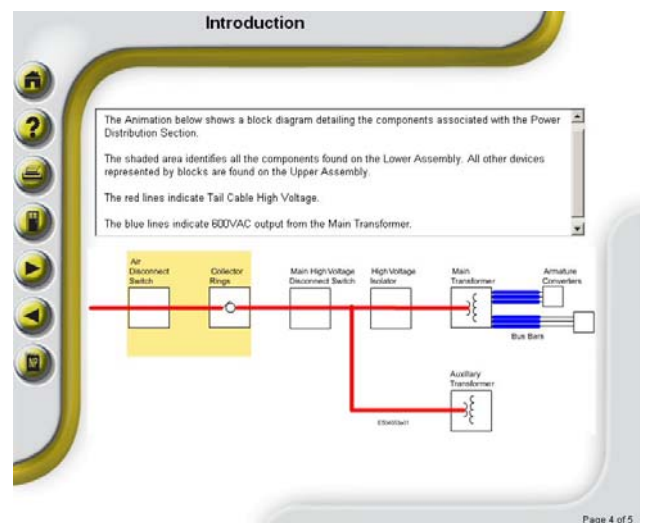 Introduction
The Animation below shows a block diagram detailing the components associated with the Power
Distribution Section.
The shaded area identifies all the components found on the Lower Assembly. All other devices
represented by blocks are found on the Upper Assembly.
The red lines indicate Tail Cable High Voltage.
The blue lines indicate 600VAC output from the Main Transformer.
Air
Disconnect
Switch
Collector
Rings
Main High Voltage
Disconnect Switch
High Voltage
Isolator
Main
Transformer
Armature
Converters
Bus Bars
Auxiliary
Transformer
Page 4 of 5